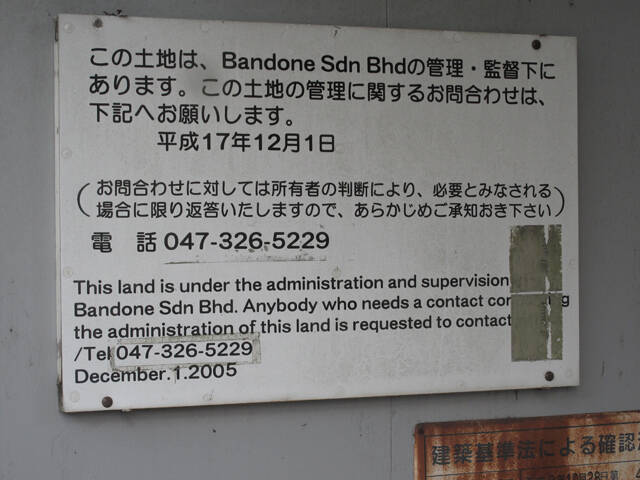 この土地は、Bandone Sdn Bhdの管理・監督下に
あります。この土地の管理に関するお問合わせは、
下記へお願いします。
平成17年12月1日
(お問合わせに対しては所有者の判断により、必要とみなされる
場合に限り返答いたしますので、あらかじめご承知おき下さい)
電 話 047-326-5229
This land is under the administration and supervision
Bandone Sdn Bhd. Anybody who needs a contact
the administration of this land is requested to contact
/Tel 047-326-5229
December.1.2005
建築基準法による確認